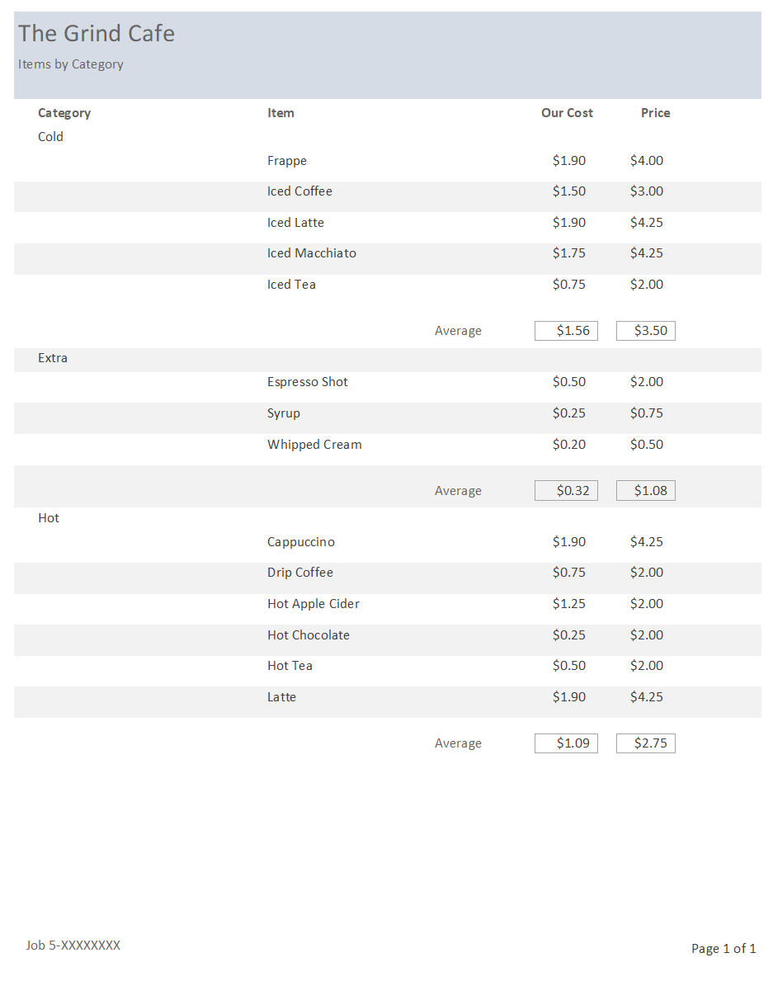 The Grind Cafe
Items by Category
Category Item Our Cost Price
Cold
Frappe $1.90 $4.00
Iced Coffee $1.50 $3.00
Iced Latte $1.90 $4.25
Iced Macchiato $1.75 $4.25
Iced Tea $0.75 $2.00
Average $1.56 $3.50
Extra
Espresso Shot $0.50 $2.00
Syrup $0.25 $0.75
Whipped Cream $0.20 $0.50
Average $0.32 $1.08
Hot
Cappuccino $1.90 $4.25
Drip Coffee $0.75 $2.00
Hot Apple Cider $1.25 $2.00
Hot Chocolate $0.25 $2.00
Hot Tea $0.50 $2.00
Latte $1.90 $4.25
Average $1.09 $2.75
Job 5-XXXXXXXX
Page 1 of 1